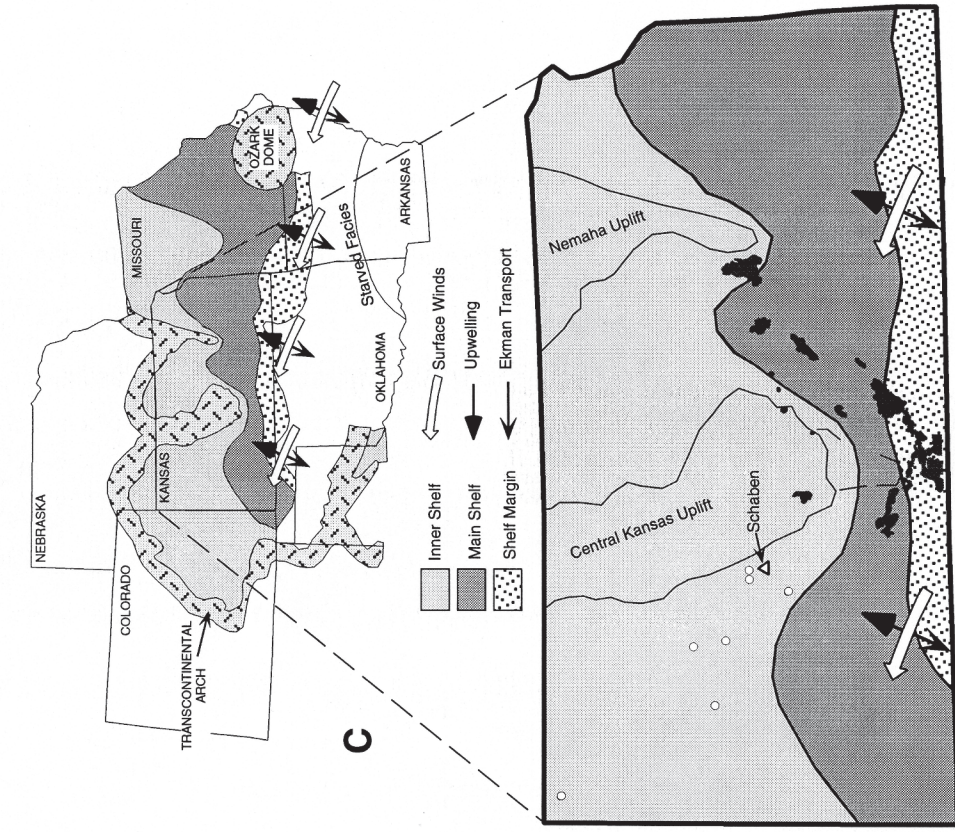 NEBRASKA
COLORADO
TRANSCONTINENTAL
ARCH
KANSAS
MISSOURI
OZARK
DOME
Starved Facies
ARKANSAS
OKLAHOMA
Inner Shelf
Main Shelf
Shelf Margin
Surface Winds
Upwelling
Ekman Transport
C
Central Kansas Uplift
Nemaha Uplift
Schaben